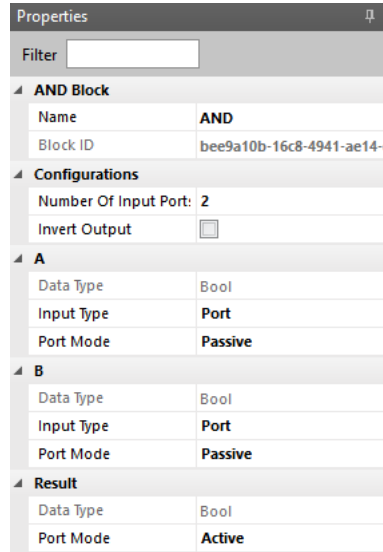 Properties
Filter
AND Block
Name AND
Block ID bee9a10b-16c8-4941-ae14-
Configurations
Number Of Input Port: 2
Invert Output
A
Data Type Bool
Input Type Port
Port Mode Passive
B
Data Type Bool
Input Type Port
Port Mode Passive
Result
Data Type Bool
Port Mode Active